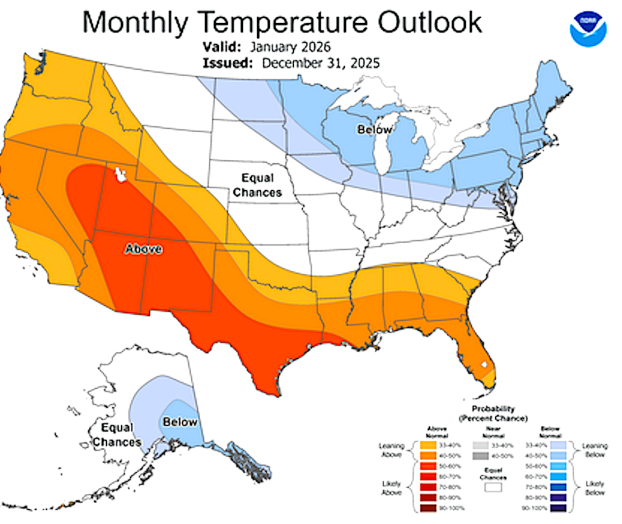 Monthly Temperature Outlook
NOAA
Valid: January 2026
Issued: December 31, 2025
Below
Equal
Chances
Above
Equal
Chances
Below
Probability
(Percent Chance)
Above Normal
Near Normal
Below Normal
Leaning Above
33-40%
40-50%
33-40%
40-50%
33-40%
40-50%
Leaning Below
Likely Above
50-60%
60-70%
70-80%
80-90%
90-100%
Equal Chances
50-60%
60-70%
70-80%
80-90%
90-100%
Likely Below